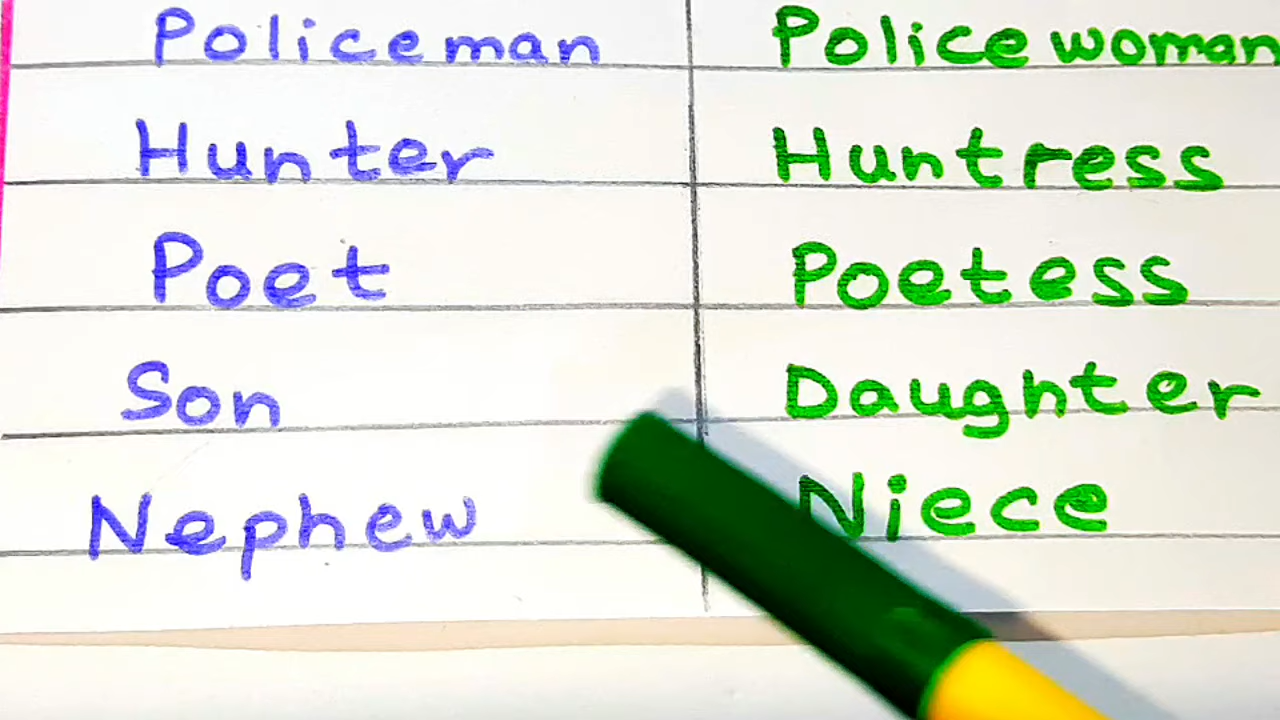 Policeman Policewoman
Hunter Huntress
Poet Poetess
Son Daughter
Nephew Niece